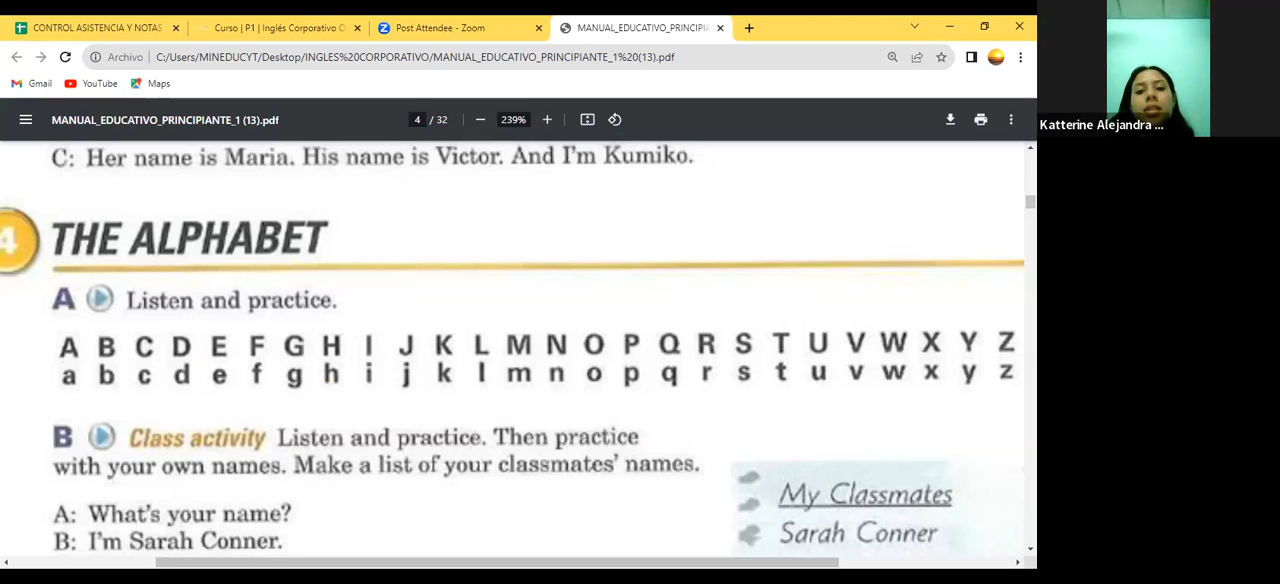 CONTROL ASISTENCIA Y NOTAS
Curso | P1 | Inglés Corporativo O
Post Attendee - Zoom
MANUAL_EDUCATIVO_PRINCIPIA
Archivo C:/Users/MINEDUCYT/Desktop/INGLES%20CORPORATIVO/MANUAL_EDUCATIVO_PRINCIPIANTE_1%20(13).pdf
Gmail YouTube Maps
MANUAL_EDUCATIVO_PRINCIPIANTE_1 (13).pdf 4 / 32 239%
Katterine Alejandra ...
C: Her name is Maria. His name is Victor. And I'm Kumiko.
4 THE ALPHABET
A Listen and practice.
A B C D E F G H I J K L M N O P Q R S T U V W X Y Z
a b c d e f g h i j k l m n o p q r s t u v w x y z
B Class activity Listen and practice. Then practice
with your own names. Make a list of your classmates' names.
A: What's your name?
B: I'm Sarah Conner.
My Classmates
Sarah Conner